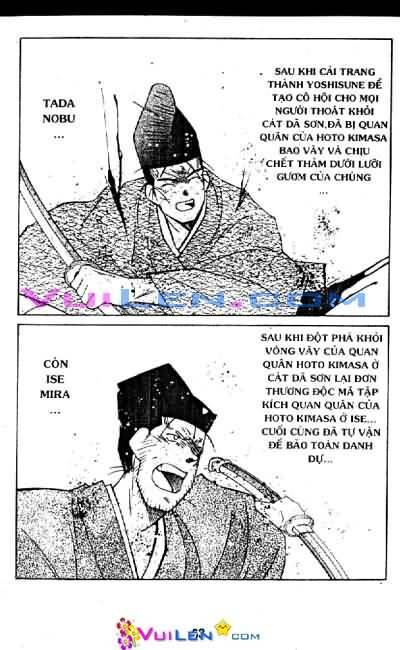 TADA
NOBU
...
SAU KHI CẢI TRANG
THÀNH YOSHISUNE ĐỂ
TẠO CÔ HỘI CHO MỌI
NGƯỜI THOÁT KHỎI
CÁT DÃ SƠN,ĐÃ BỊ QUAN
QUÂN CỦA HOTO KIMASA
BAO VÂY VÀ CHỊU
CHẾT THẢM DƯỚI LƯỠI
GƯƠM CỦA CHÚNG
...
VUILEN.COM
CÒN
ISE
MIRA
...
SAU KHI ĐỘT PHÁ KHỎI
VÒNG VÂY CỦA QUAN
QUÂN HOTO KIMASA Ở
CÁT DÃ SƠN LẠI ĐƠN
THƯƠNG ĐỘC MÃ TẬP
KÍCH QUAN QUÂN CỦA
HOTO KIMASA Ở ISE...
CUỐI CÙNG ĐÃ TỰ VẬN
ĐỂ BẢO TOÀN DANH
DỰ...
VUILEN.COM